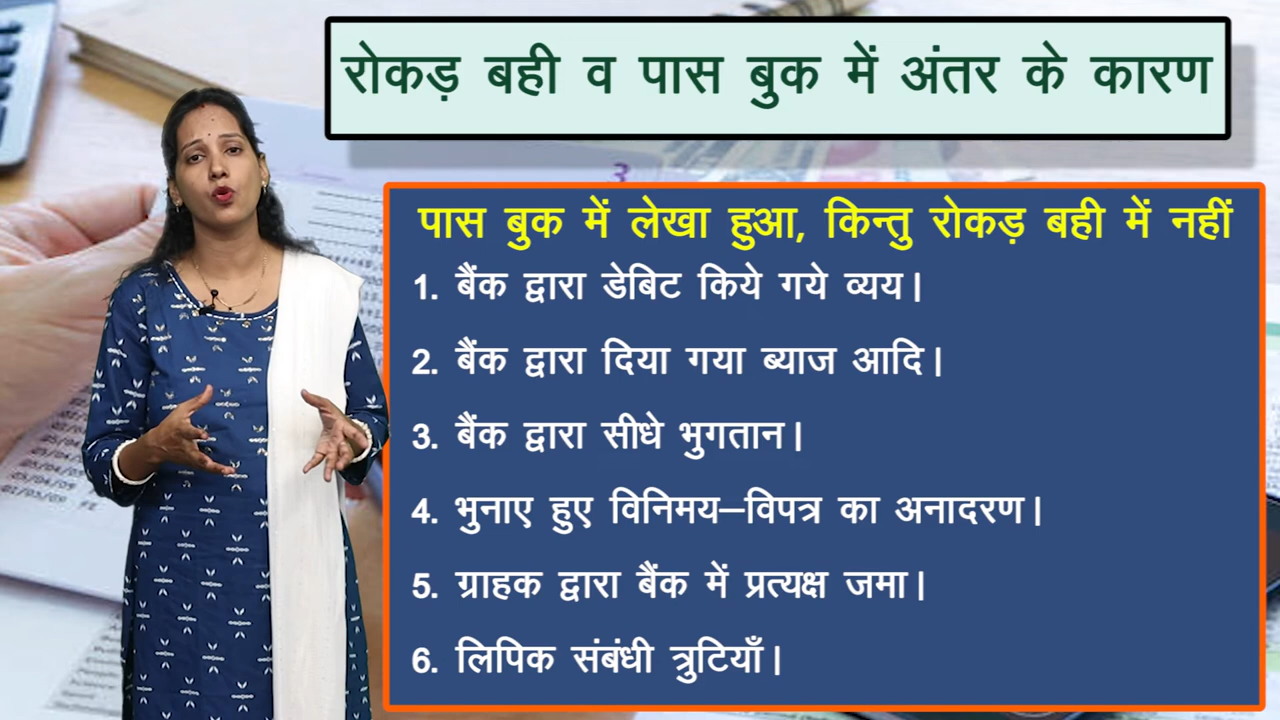 रोकड़ बही व पास बुक में अंतर के कारण
पास बुक में लेखा हुआ, किन्तु रोकड़ बही में नहीं
1. बैंक द्वारा डेबिट किये गये व्यय।
2. बैंक द्वारा दिया गया ब्याज आदि।
3. बैंक द्वारा सीधे भुगतान।
4. भुनाए हुए विनिमय–विपत्र का अनादरण।
5. ग्राहक द्वारा बैंक में प्रत्यक्ष जमा।
6. लिपिक संबंधी त्रुटियाँ।